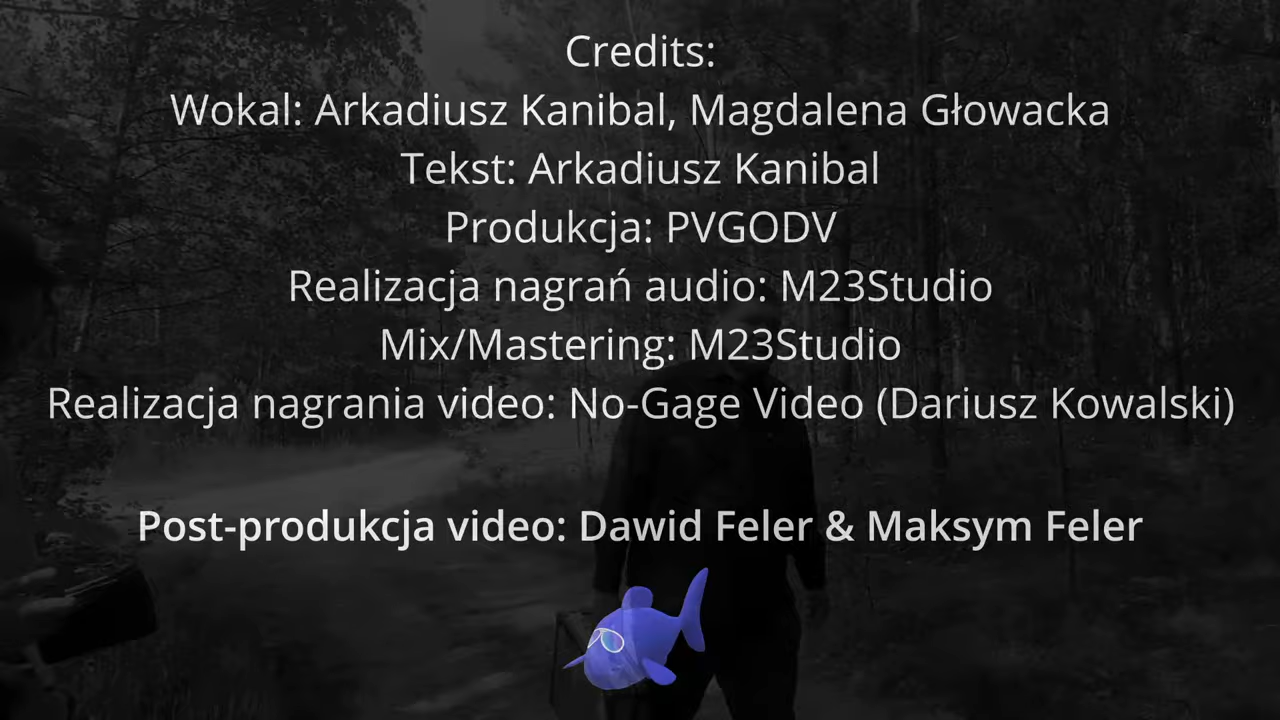 Credits:
Wokal: Arkadiusz Kanibal, Magdalena Głowacka
Tekst: Arkadiusz Kanibal
Produkcja: PVGODV
Realizacja nagrań audio: M23Studio
Mix/Mastering: M23Studio
Realizacja nagrania video: No-Gage Video (Dariusz Kowalski)
Post-produkcja video: Dawid Feler & Maksym Feler